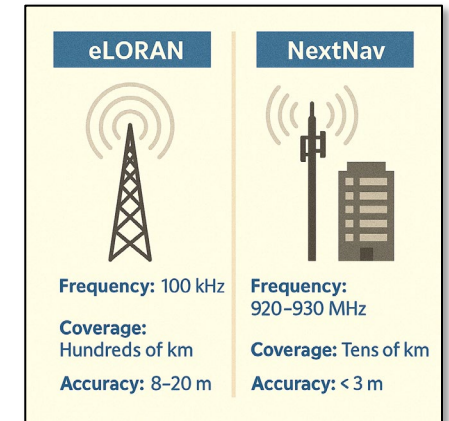 eLORAN
Frequency: 100 kHz
Coverage:
Hundreds of km
Accuracy: 8–20 m
NextNav
Frequency:
920–930 MHz
Coverage: Tens of km
Accuracy: < 3 m